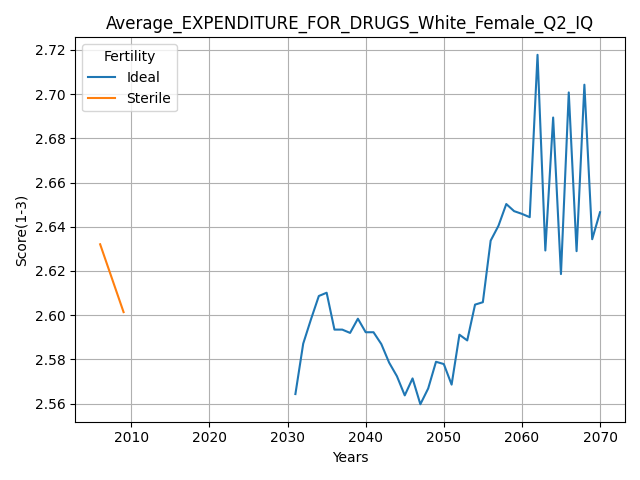 Average_EXPENDITURE_FOR_DRUGS_White_Female_Q2_IQ
Fertility
Ideal
Sterile
Score(1-3)
2.72
2.70
2.68
2.66
2.64
2.62
2.60
2.58
2.56
2010 2020 2030 2040 2050 2060 2070
Years